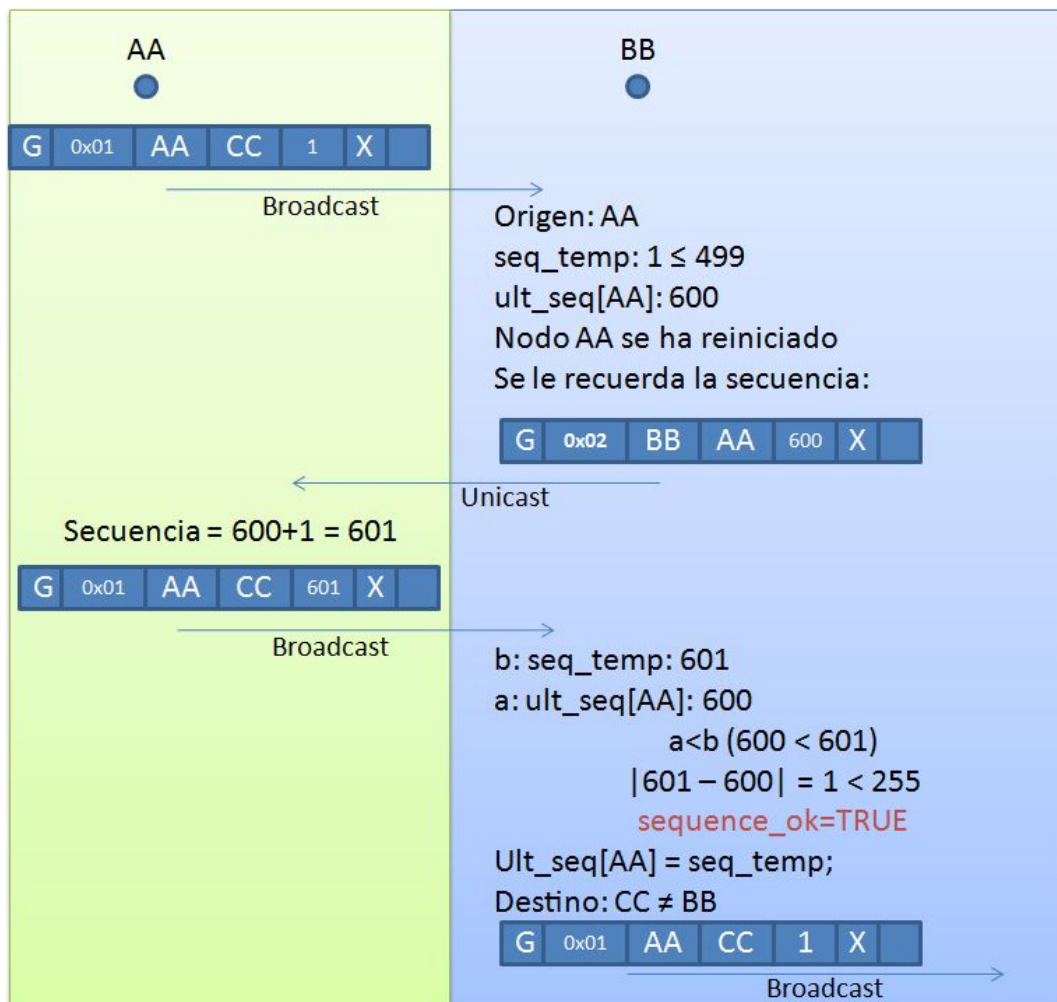 AA
BB
G 0x01 AA CC 1 X
Broadcast
Origen: AA
seq_temp: 1 ≤ 499
ult_seq[AA]: 600
Nodo AA se ha reiniciado
Se le recuerda la secuencia:
G 0x02 BB AA 600 X
Unicast
Secuencia = 600+1 = 601
G 0x01 AA CC 601 X
Broadcast
b: seq_temp: 601
a: ult_seq[AA]: 600
a<b (600 < 601)
|601 – 600| = 1 < 255
sequence_ok=TRUE
Ult_seq[AA] = seq_temp;
Destino: CC ≠ BB
G 0x01 AA CC 1 X
Broadcast